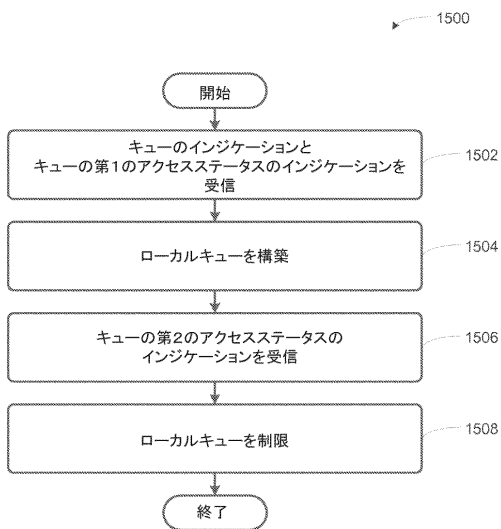 1500
開始
キューのインジケーションと
キューの第1のアクセスステータスのインジケーションを
受信
1502
ローカルキューを構築
1504
キューの第2のアクセスステータスの
インジケーションを受信
1506
ローカルキューを制限
1508
終了